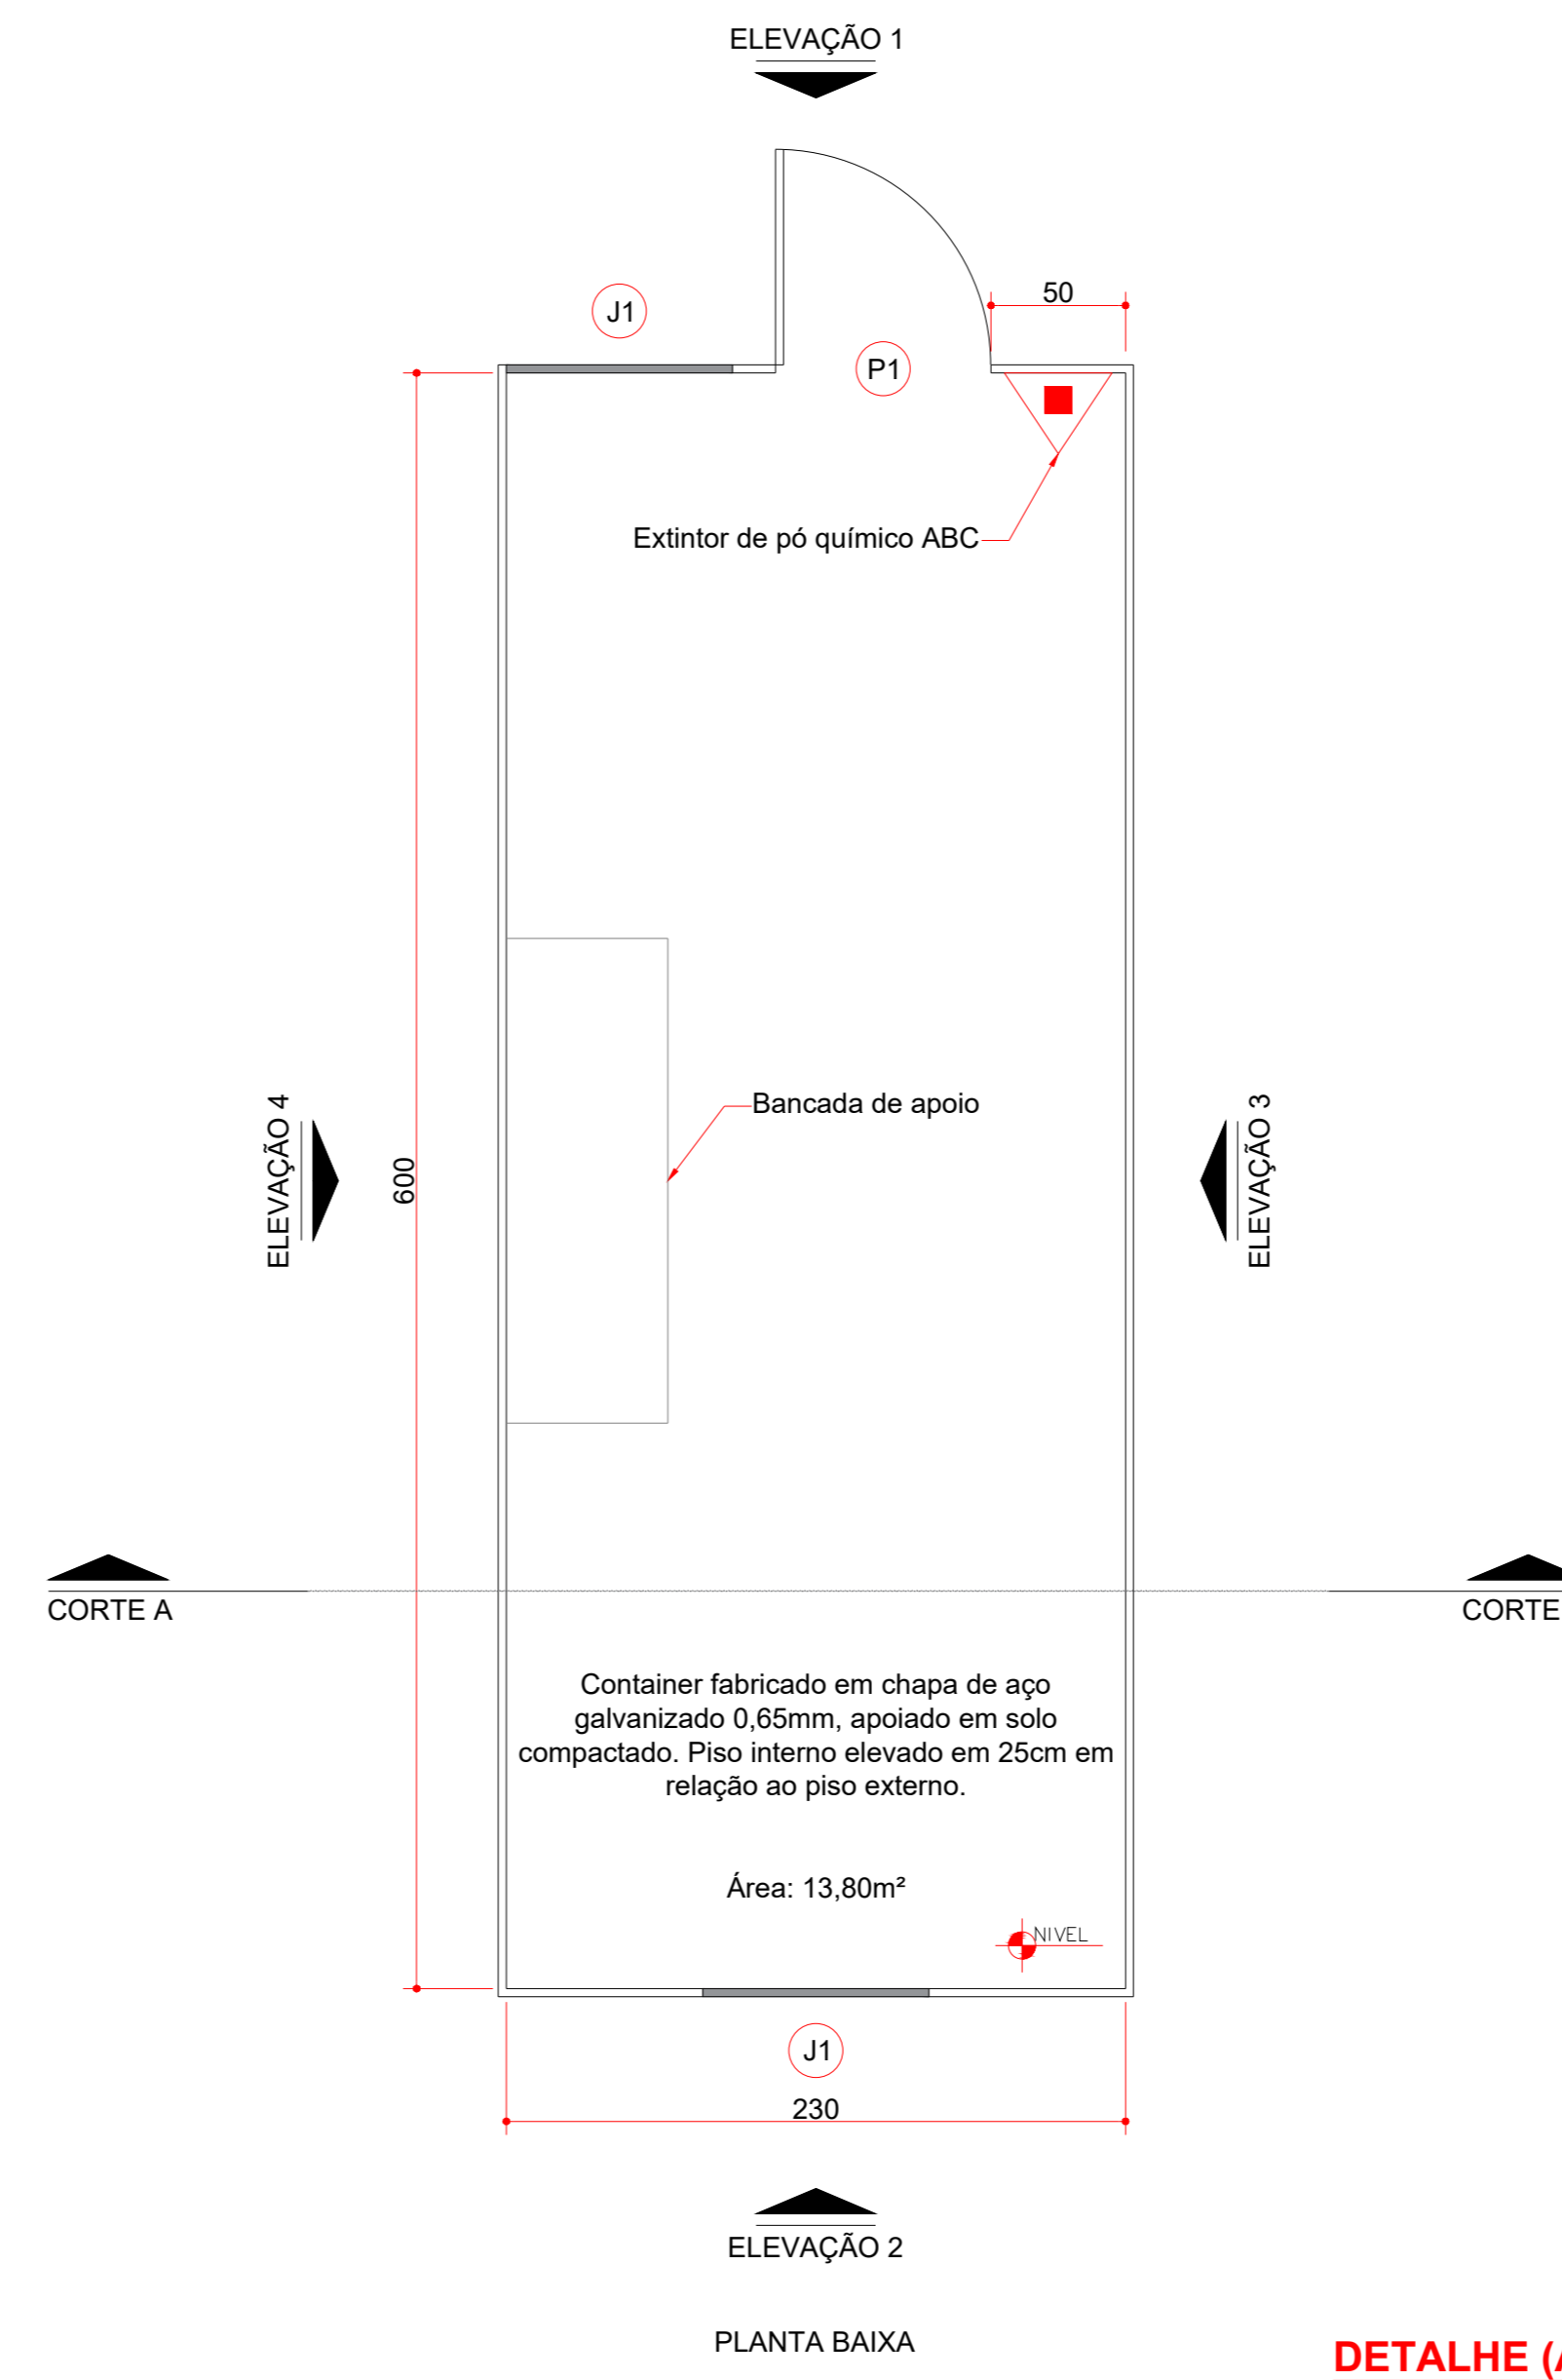 ELEVAÇÃO 1
50
J1
P1
Extintor de pó químico ABC
Bancada de apoio
ELEVAÇÃO 4
600
ELEVAÇÃO 3
CORTE A
CORTE
Container fabricado em chapa de aço
galvanizado 0,65mm, apoiado em solo
compactado. Piso interno elevado em 25cm em
relação ao piso externo.
Área: 13,80m²
NIVEL
J1
230
ELEVAÇÃO 2
PLANTA BAIXA
DETALHE (